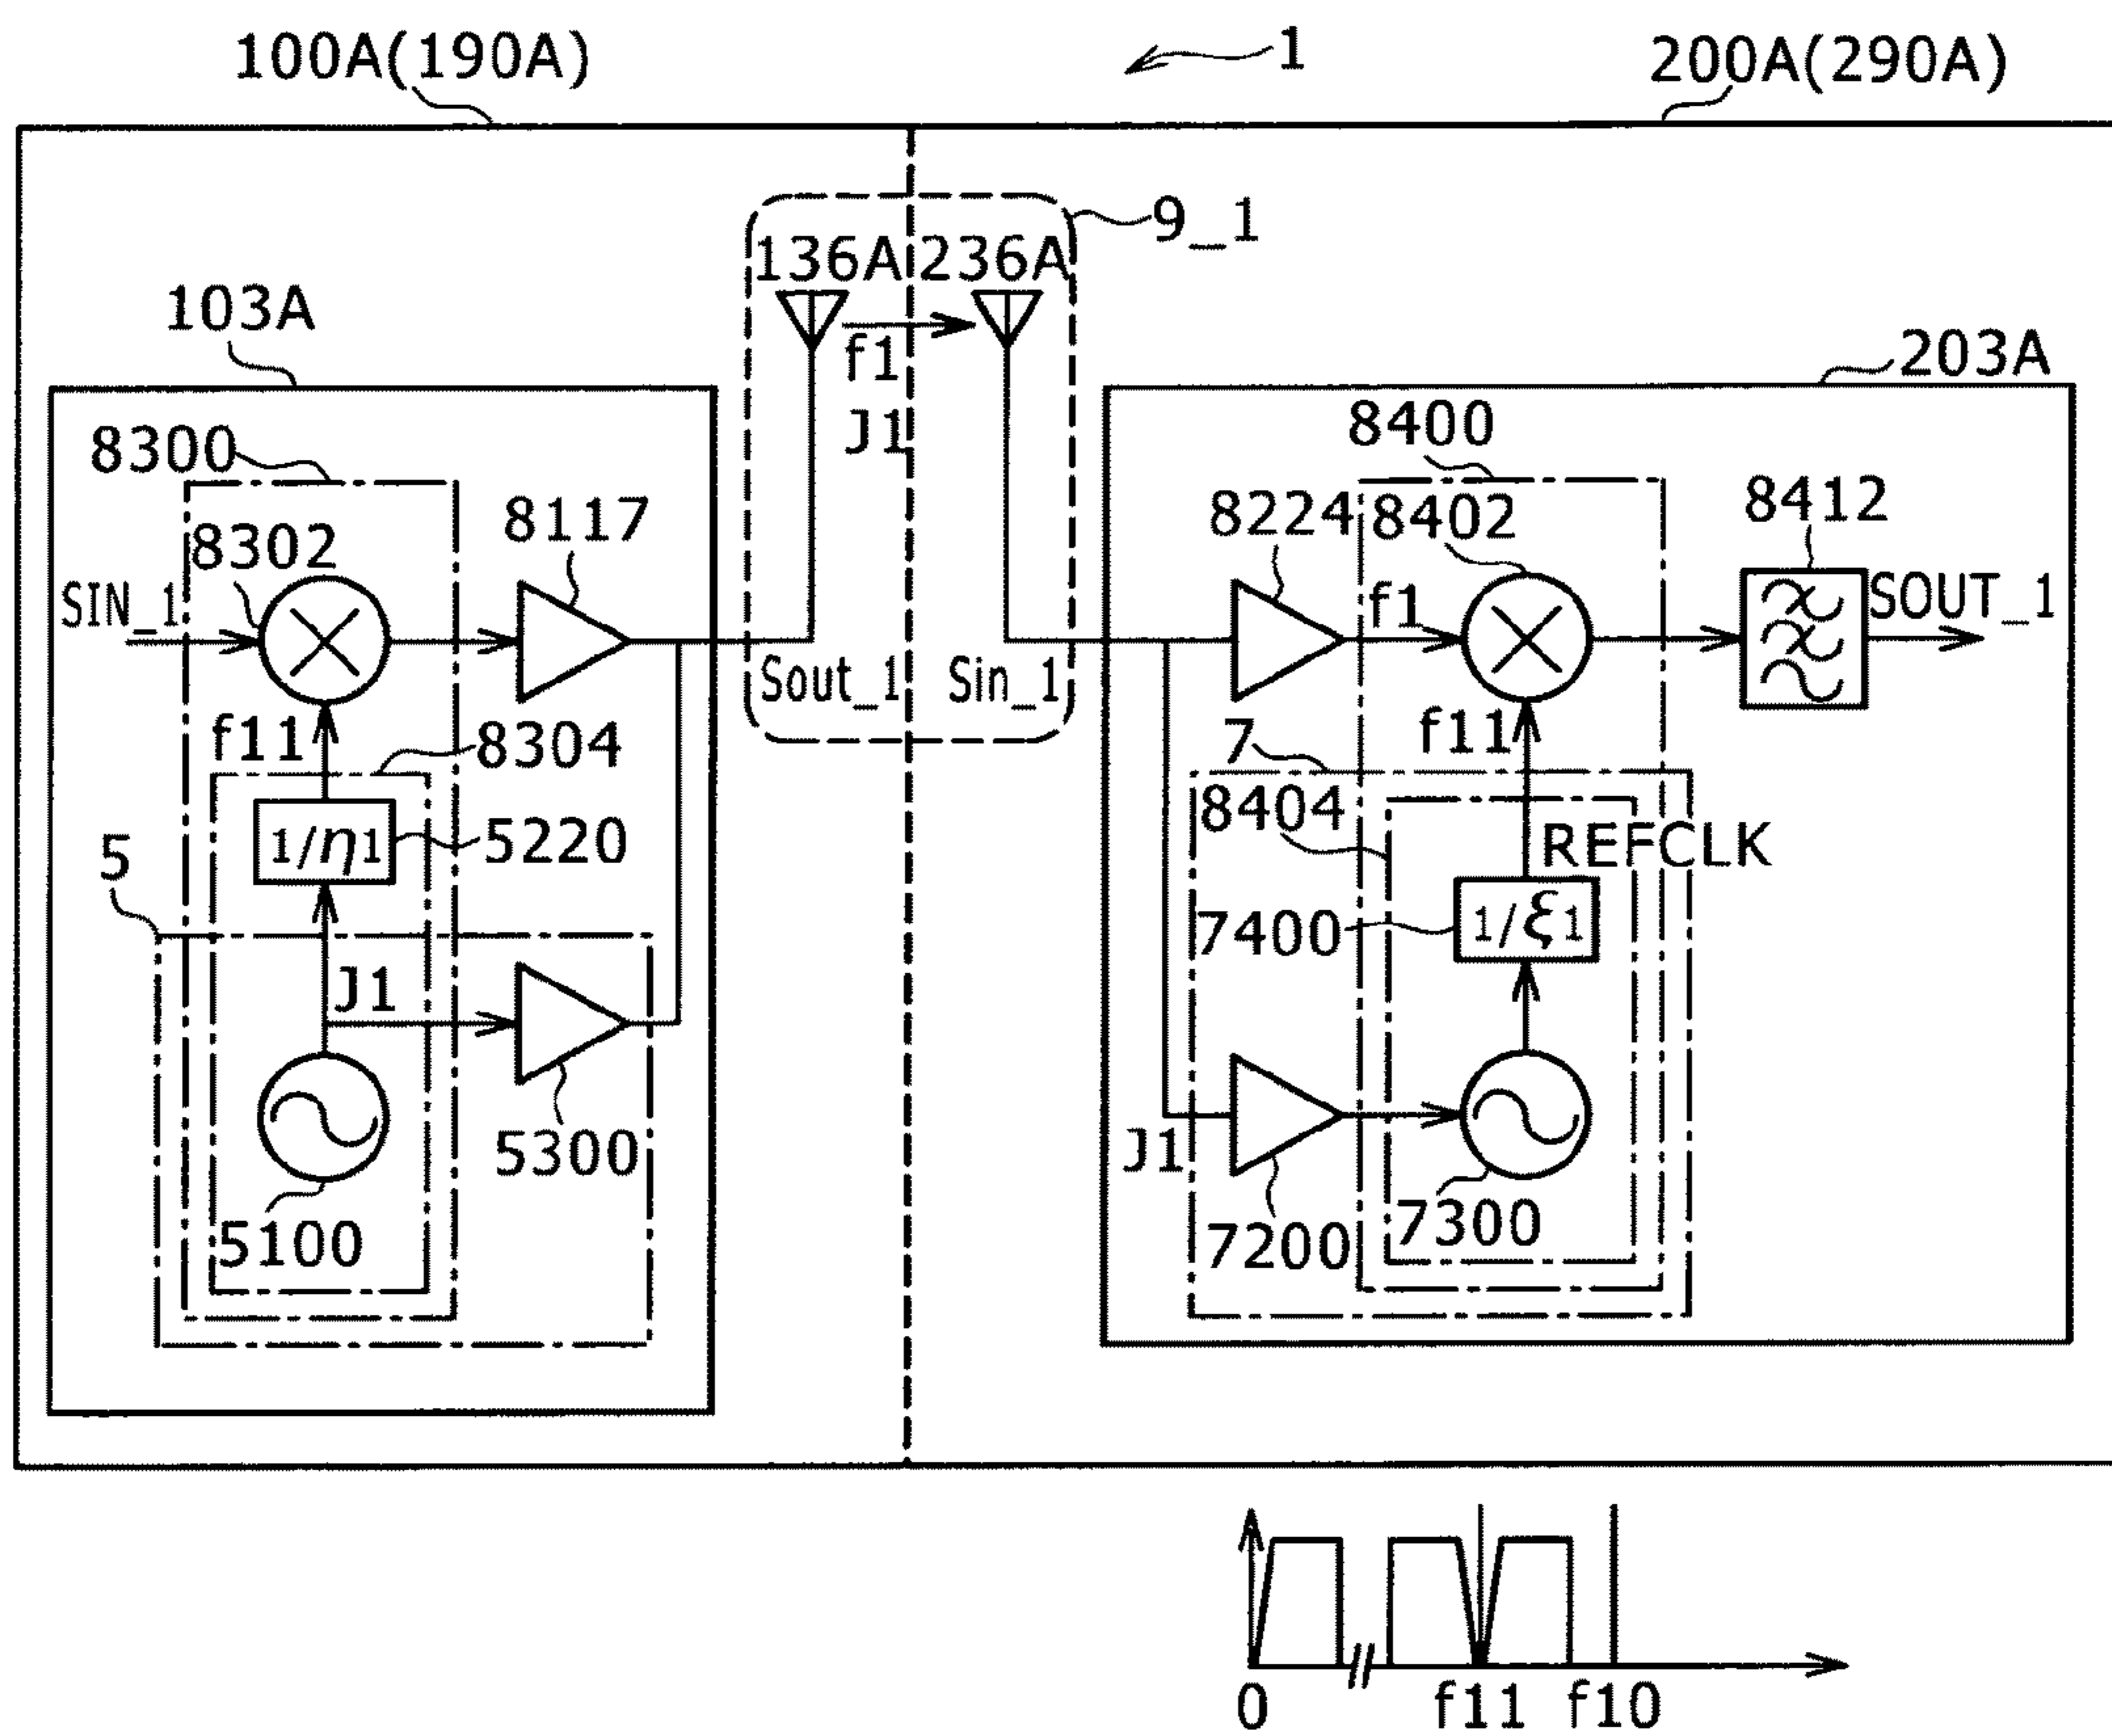 100A(190A)
1
200A(290A)
9_1
136A
236A
103A
f1
J1
203A
8300
8400
8302
8117
8224
8402
8412
SIN_1
f1
SOUT_1
Sout_1
Sin_1
f11
8304
f11
7
8404
1/η1
5220
REFCLK
5
7400
1/ξ1
J1
5300
J1
5100
7200
7300
0
f11
f10